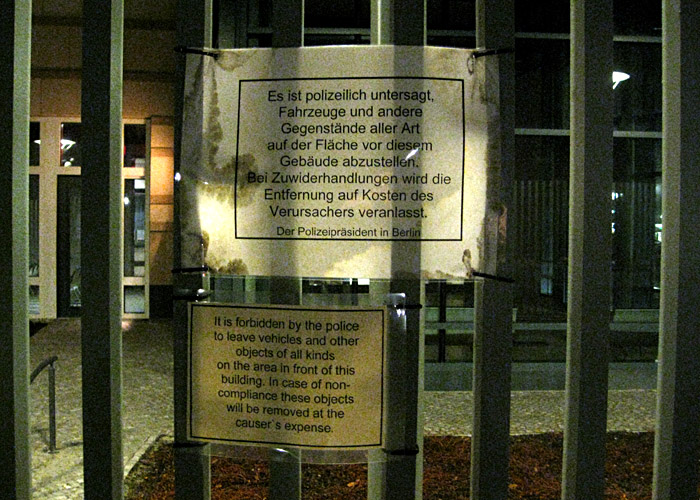 Es ist polizeilich untersagt,
Fahrzeuge und andere
Gegenstände aller Art
auf der Fläche vor diesem
Gebäude abzustellen.
Bei Zuwiderhandlungen wird die
Entfernung auf Kosten des
Verursachers veranlasst.
Der Polizeipräsident in Berlin
It is forbidden by the police
to leave vehicles and other
objects of all kinds
on the area in front of this
building. In case of non-
compliance these objects
will be removed at the
causer`s expense.